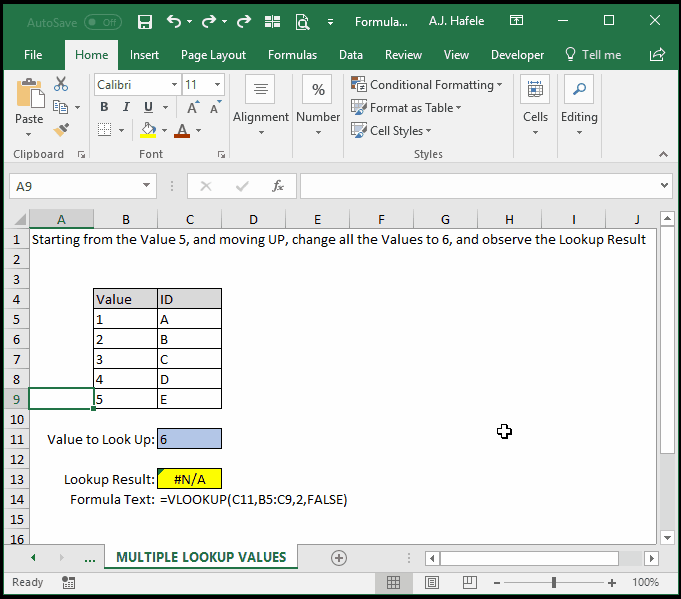 AutoSave Off Formula... A.J. Hafele
File Home Insert Page Layout Formulas Data Review View Developer Tell me
Paste
Clipboard
Calibri 11
B I U A A
A
Font
%
Alignment Number
Conditional Formatting
Format as Table
Cell Styles
Styles
Cells Editing
A9 fx
A B C D E F G H I J
1 Starting from the Value 5, and moving UP, change all the Values to 6, and observe the Lookup Result
2
3
4 Value ID
5 1 A
6 2 B
7 3 C
8 4 D
9 5 E
10
11 Value to Look Up: 6
12
13 Lookup Result: #N/A
14 Formula Text: =VLOOKUP(C11,B5:C9,2,FALSE)
15
16
... MULTIPLE LOOKUP VALUES
Ready 100%